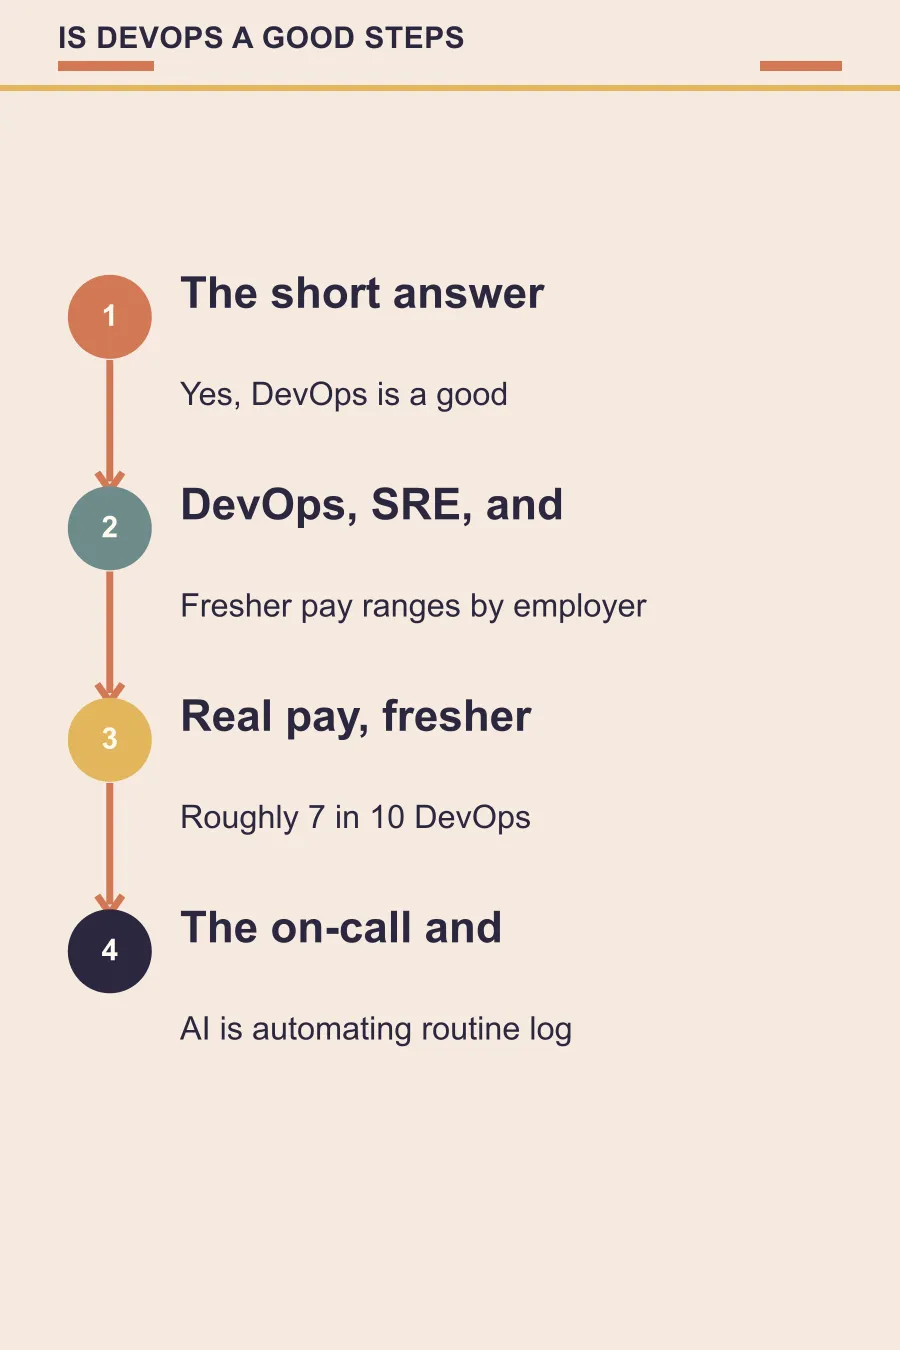 IS DEVOPS A GOOD STEPS
1
The short answer
Yes, DevOps is a good
2
DevOps, SRE, and
Fresher pay ranges by employer
3
Real pay, fresher
Roughly 7 in 10 DevOps
4
The on-call and
AI is automating routine log